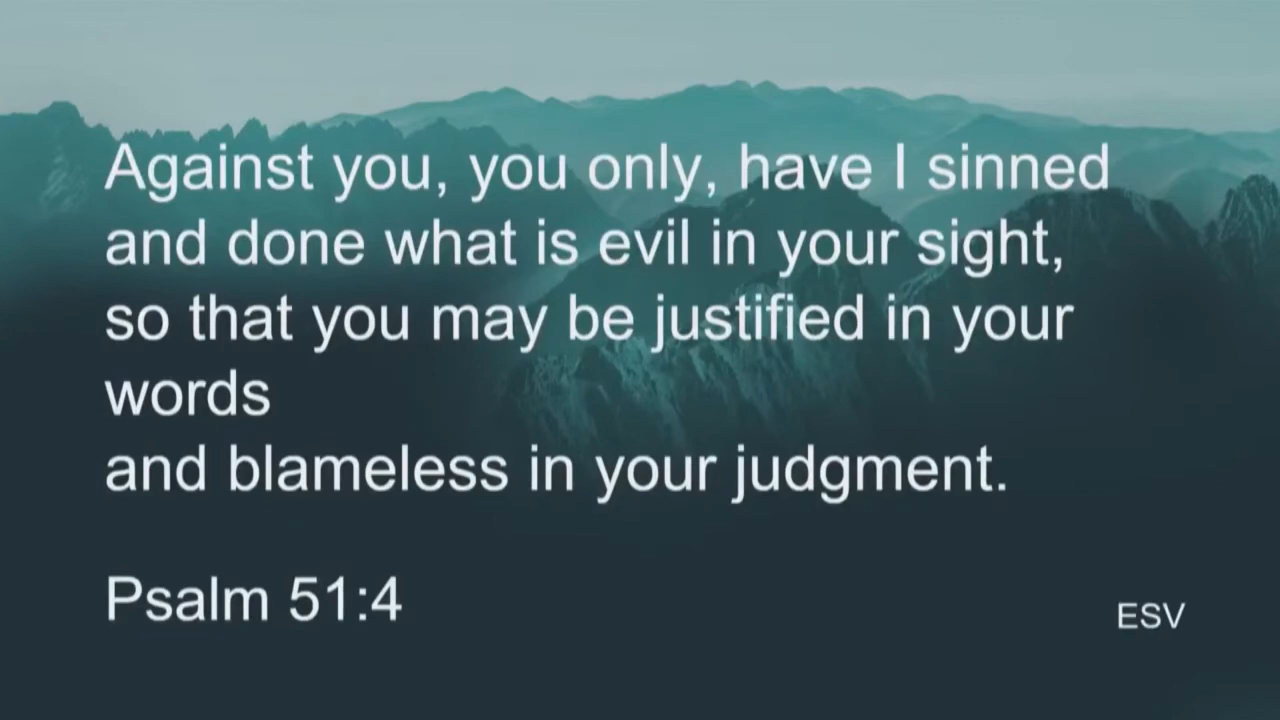 Against you, you only, have I sinned
and done what is evil in your sight,
so that you may be justified in your
words
and blameless in your judgment.
Psalm 51:4
ESV